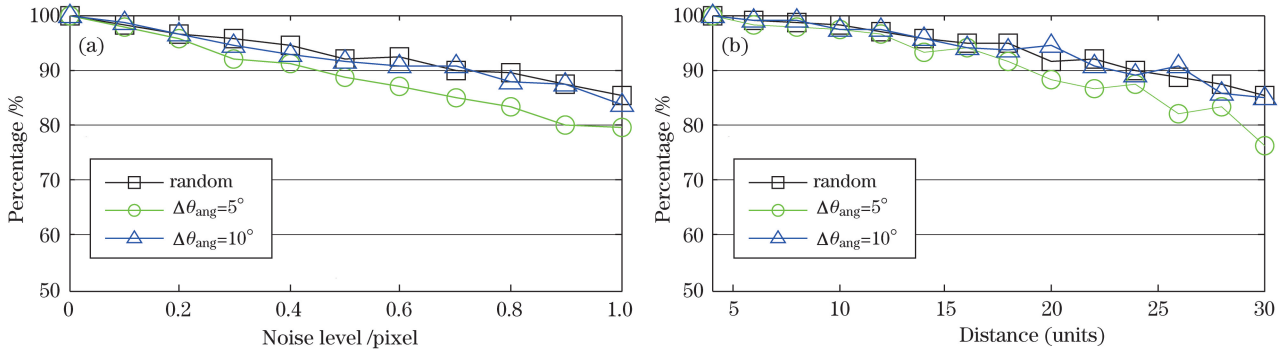 100
90
80
70
60
50
Percentage /%
(a)
random
Δθang=5°
Δθang=10°
0
0.2
0.4
0.6
0.8
1.0
Noise level /pixel
100
90
80
70
60
50
Percentage /%
(b)
random
Δθang=5°
Δθang=10°
5
10
15
20
25
30
Distance (units)